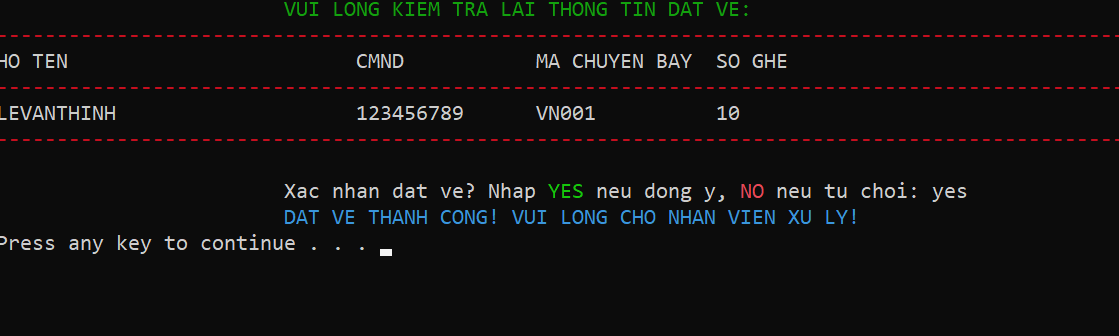 VUI LONG KIEM TRA LAI THONG TIN DAT VE:
HO TEN CMND MA CHUYEN BAY SO GHE
LEVANTHINH 123456789 VN001 10
Xac nhan dat ve? Nhap YES neu dong y, NO neu tu choi: yes
DAT VE THANH CONG! VUI LONG CHO NHAN VIEN XU LY!
Press any key to continue . . .